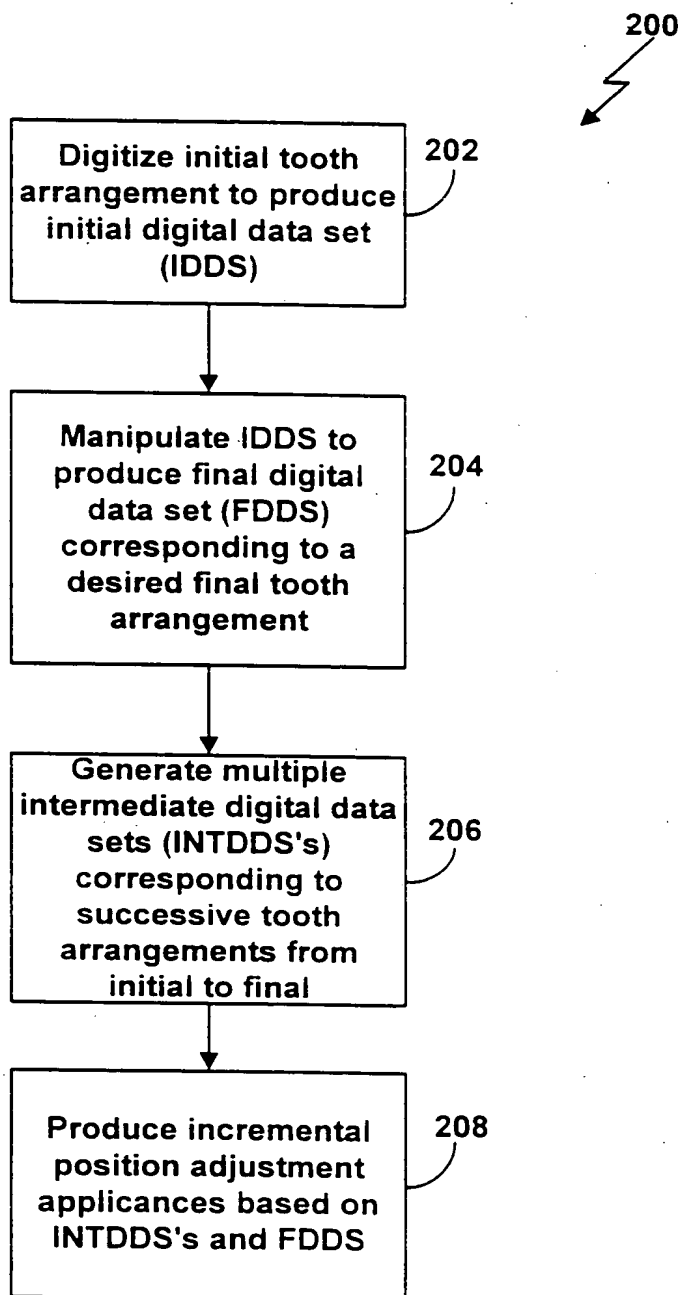 200
Digitize initial tooth
arrangement to produce
initial digital data set
(IDDS)
202
Manipulate IDDS to
produce final digital
data set (FDDS)
corresponding to a
desired final tooth
arrangement
204
Generate multiple
intermediate digital data
sets (INTDDS's)
corresponding to
successive tooth
arrangements from
initial to final
206
Produce incremental
position adjustment
applicances based on
INTDDS's and FDDS
208